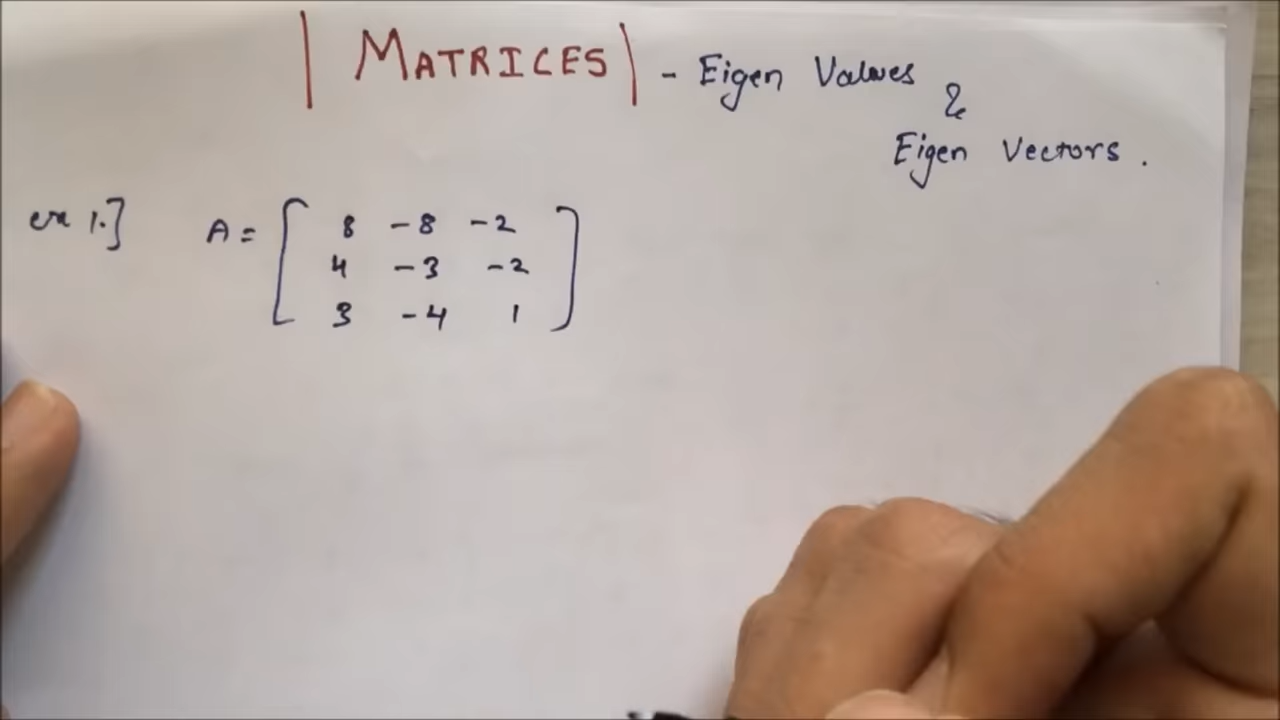 | MATRICES | - Eigen Values
&
Eigen Vectors.
ex 1.] A = [ 8 -8 -2
4 -3 -2
3 -4 1 ]